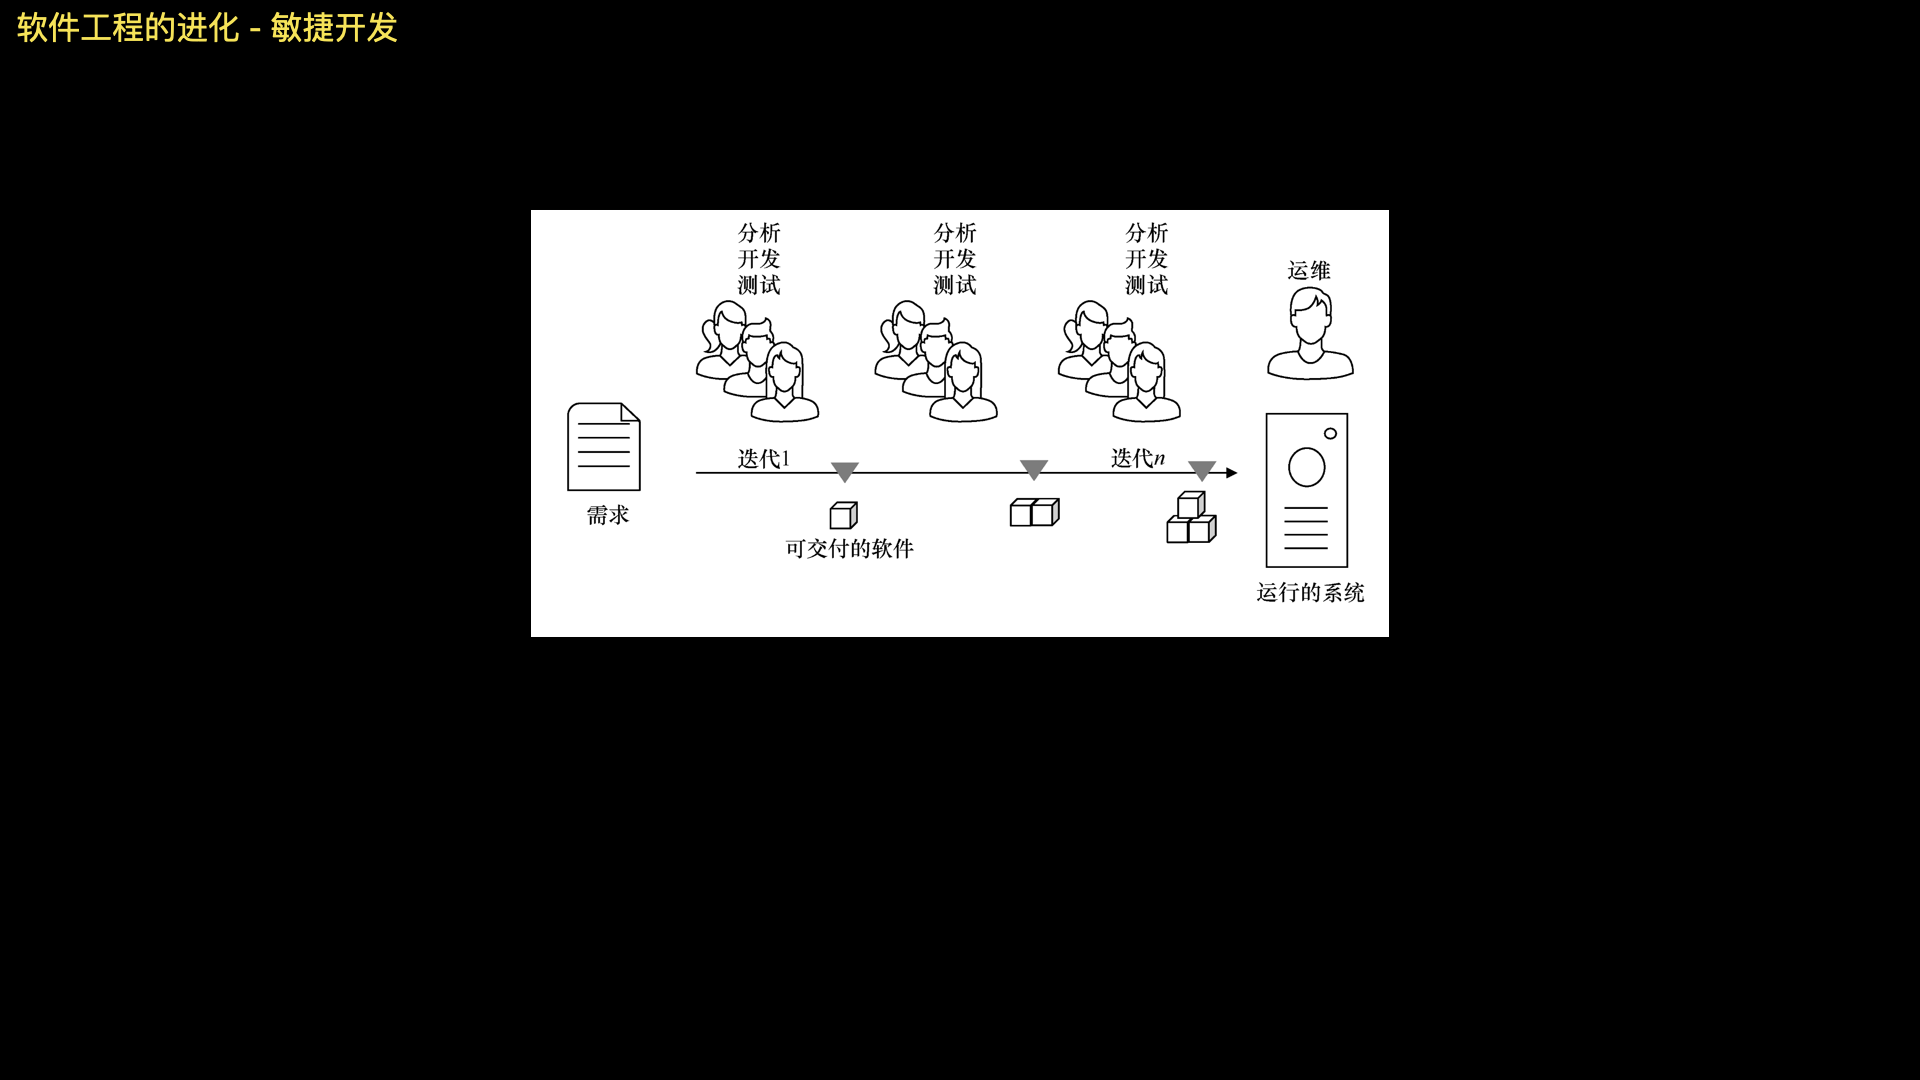 软件工程的进化 - 敏捷开发
分析
开发
测试
分析
开发
测试
分析
开发
测试
运维
迭代1
迭代n
需求
可交付的软件
运行的系统